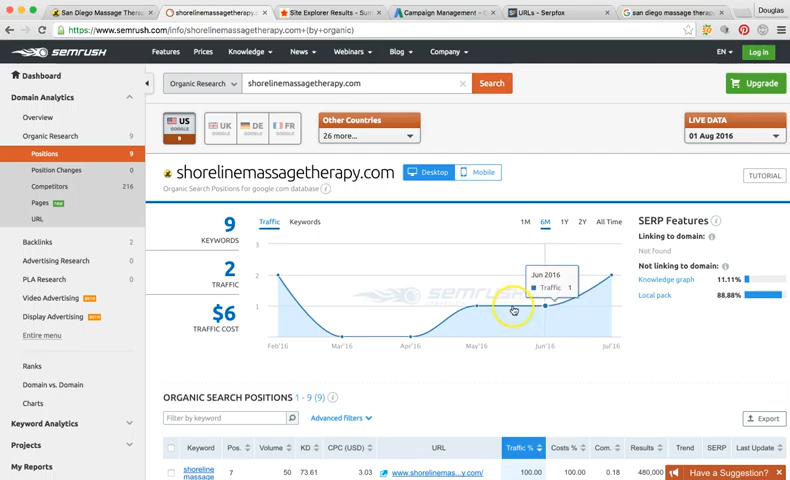 San Diego Massage Thera
shorelinemassagetherapy.
Site Explorer Results - Sum
Campaign Management -
URLs - Serpfox
san diego massage therap
Douglas
https://www.semrush.com/info/shorelinemassagetherapy.com+(by+organic)
SEMRUSH
Features
Prices
Knowledge
News
Webinars
Blog
Company
EN
Log in
Dashboard
Organic Research
shorelinemassagetherapy.com
Search
Upgrade
Domain Analytics
Overview
Organic Research 9
Positions 9
Position Changes
Competitors 216
Pages new
URL
Backlinks 2
Advertising Research
PLA Research
Video Advertising BETA
Display Advertising BETA
Entire menu
Ranks
Domain vs. Domain
Charts
Keyword Analytics
Projects
My Reports
US
GOOGLE
9
UK
GOOGLE
DE
GOOGLE
FR
GOOGLE
Other Countries
26 more...
LIVE DATA
01 Aug 2016
shorelinemassagetherapy.com
Desktop
Mobile
TUTORIAL
Organic Search Positions for google.com database
9
KEYWORDS
2
TRAFFIC
$6
TRAFFIC COST
Traffic
Keywords
1M
6M
1Y
2Y
All Time
3
2
1
semrush
Jun 2016
Traffic 1
Feb'16
Mar'16
Apr'16
May'16
Jun'16
Jul'16
SERP Features
Linking to domain:
Not found
Not linking to domain:
Knowledge graph 11.11%
Local pack 88.88%
ORGANIC SEARCH POSITIONS 1 - 9 (9)
Filter by keyword
Advanced filters
Export
Keyword
Pos.
Volume
KD
CPC (USD)
URL
Traffic %
Costs %
Com.
Results
Trend
SERP
Last Update
shoreline
massage
7
50
73.61
3.03
www.shorelinemas...y.com/
100.00
100.00
0.18
480,000
Have a Suggestion?